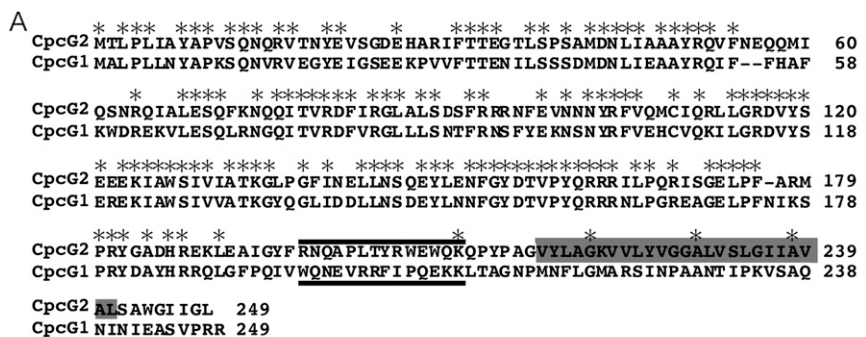 A
* *** *** *** ** ** * **** ** * ***** ***** *
CpcG2 MTLPLIAYAPVSQNQRVTNYEVSGDEHARIFTTEGTLSPSAMDNLIAAAYRQVFNEQQMI 60
CpcG1 MALPLLNYAPKSQNVRVEGYEIGSEEKPVVFTTENILSSSDMDNLIEAAYRQIF--FHAF 58
* **** * ******* *** ** ** * * ***** * * *******
CpcG2 QSNRQIALESQFKNQQITVRDFIRGLALSDSFRRRNFEVNNNYRFVQMCIQRLLGRDVYS 120
CpcG1 KWDREKVLESQLRNGQITVRDFVRGLLLSNTFRNSFYEKNSNYRFVEHCVQKILGRDVYS 118
* ****** * **** * * **** *** ************* ** * *****
CpcG2 EEEKIAWSIVIATKGLPGFINELLNSQEYLENFGYDTVPYQRRRILPQRISGELPF-ARM 179
CpcG1 EREKIAWSVVYATKGYQGLIDDLLNSDEYLNNFGYDTVPYQRRRNLPGREAGELPFNIKS 178
*** * ** * * * * *
CpcG2 PRYGADHREKLEAIGYFRNQAPLTYRWEWQKQPYPAGVYLAGKVVLYVGGALVSLGIIAV 239
CpcG1 PRYDAYHRRQLGFPQIVWQNEVRRFIPQEKKLTAGNPMNFLGMARSINPAANTIPKVSAQ 238
CpcG2 ALSAWGIIGL 249
CpcG1 NINIEASVPRR 249